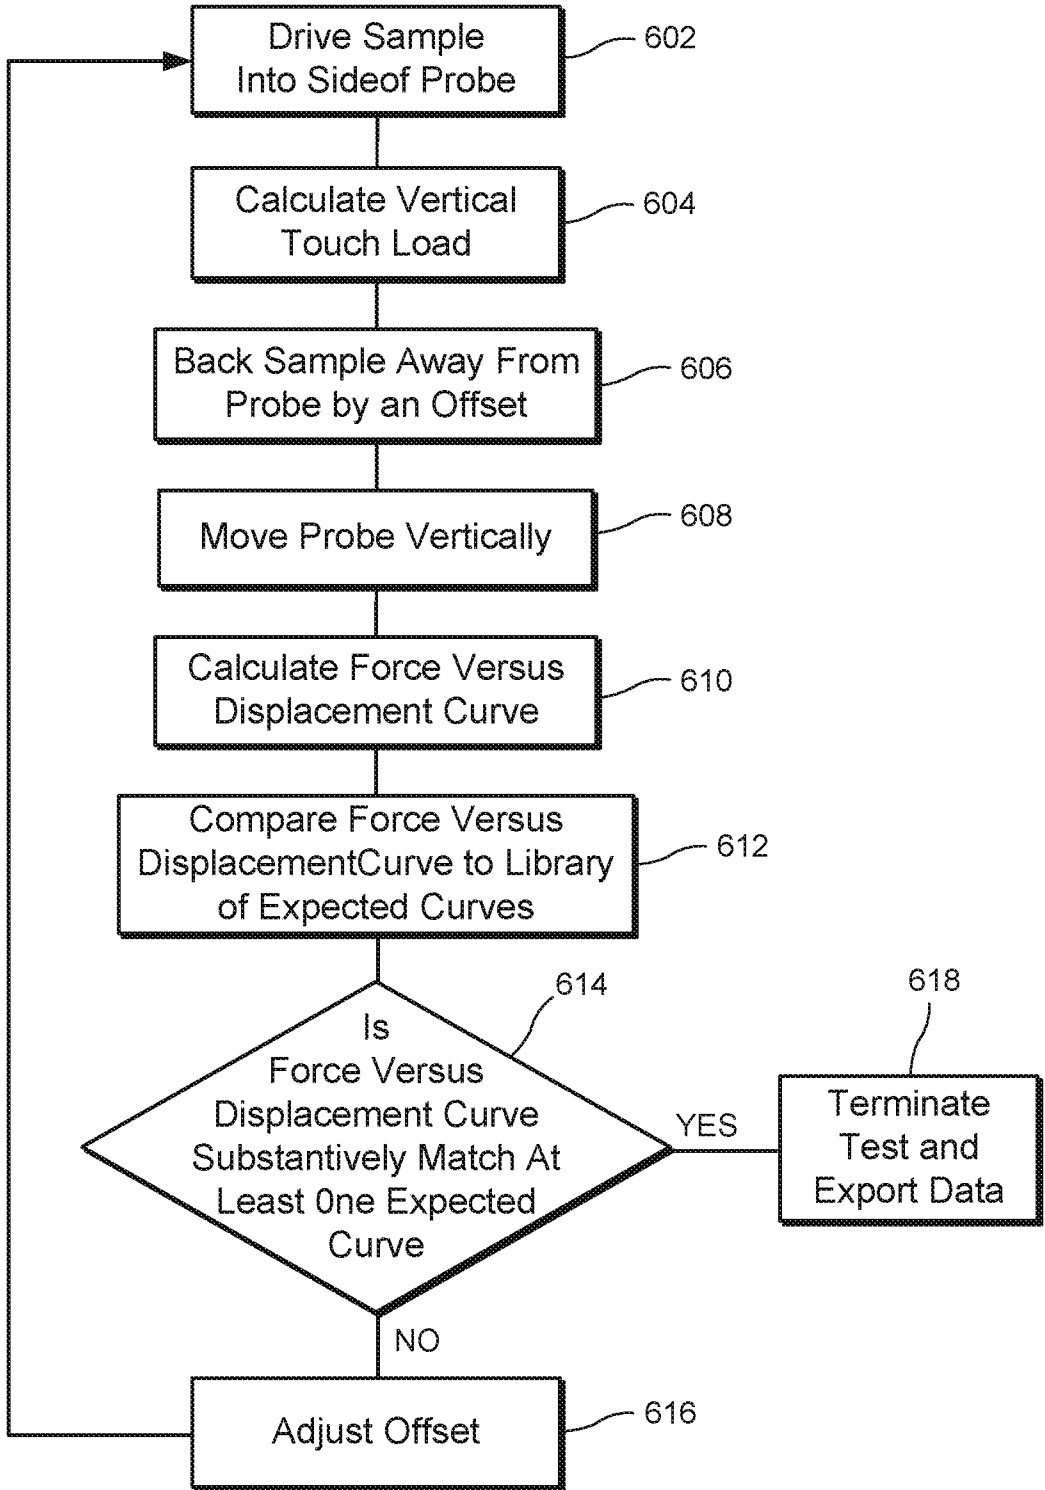 Drive Sample
Into Sideof Probe
602
Calculate Vertical
Touch Load
604
Back Sample Away From
Probe by an Offset
606
Move Probe Vertically
608
Calculate Force Versus
Displacement Curve
610
Compare Force Versus
DisplacementCurve to Library
of Expected Curves
612
Is
Force Versus
Displacement Curve
Substantively Match At
Least 0ne Expected
Curve
614
YES
Terminate
Test and
Export Data
618
NO
Adjust Offset
616